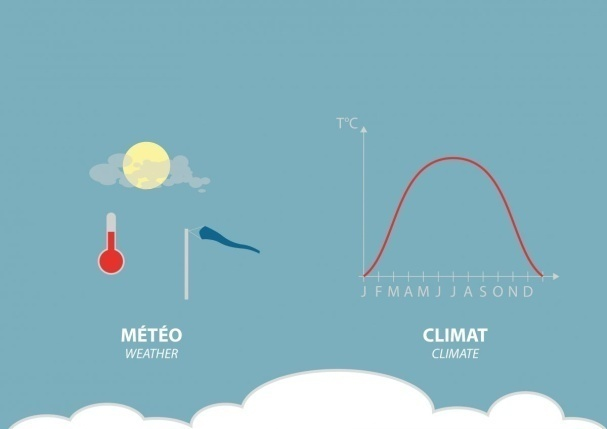 T°C
J F M A M J J A S O N D
MÉTÉO
WEATHER
CLIMAT
CLIMATE